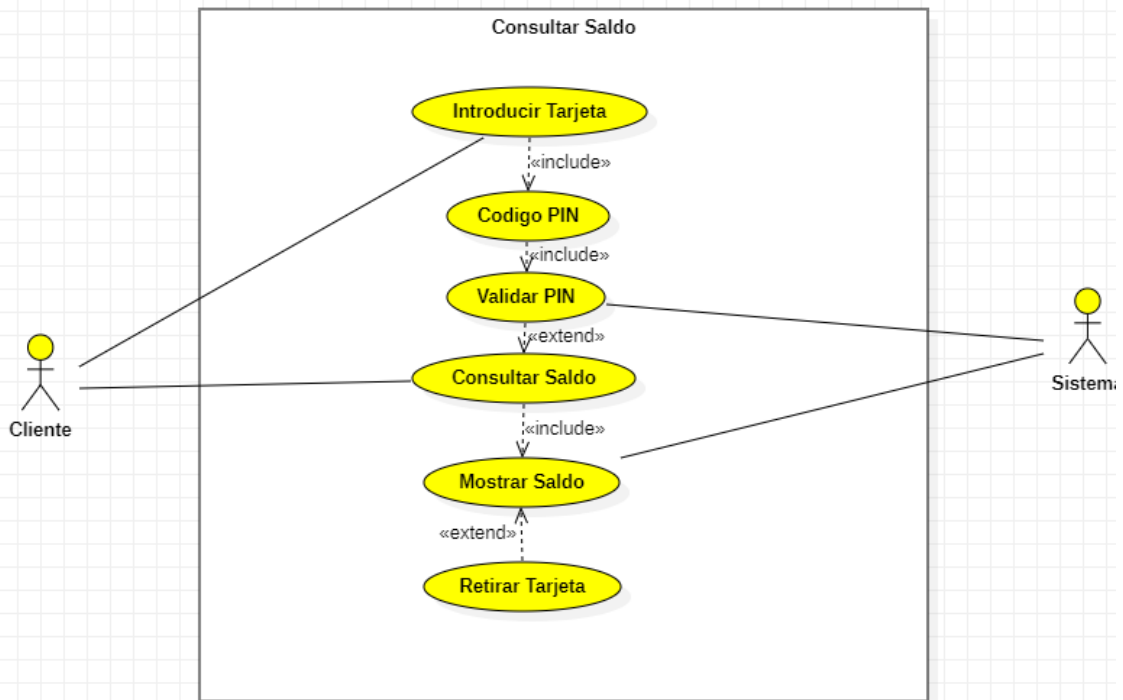 Consultar Saldo
Introducir Tarjeta
«include»
Codigo PIN
«include»
Validar PIN
«extend»
Consultar Saldo
Cliente
Sistema
«include»
Mostrar Saldo
«extend»
Retirar Tarjeta